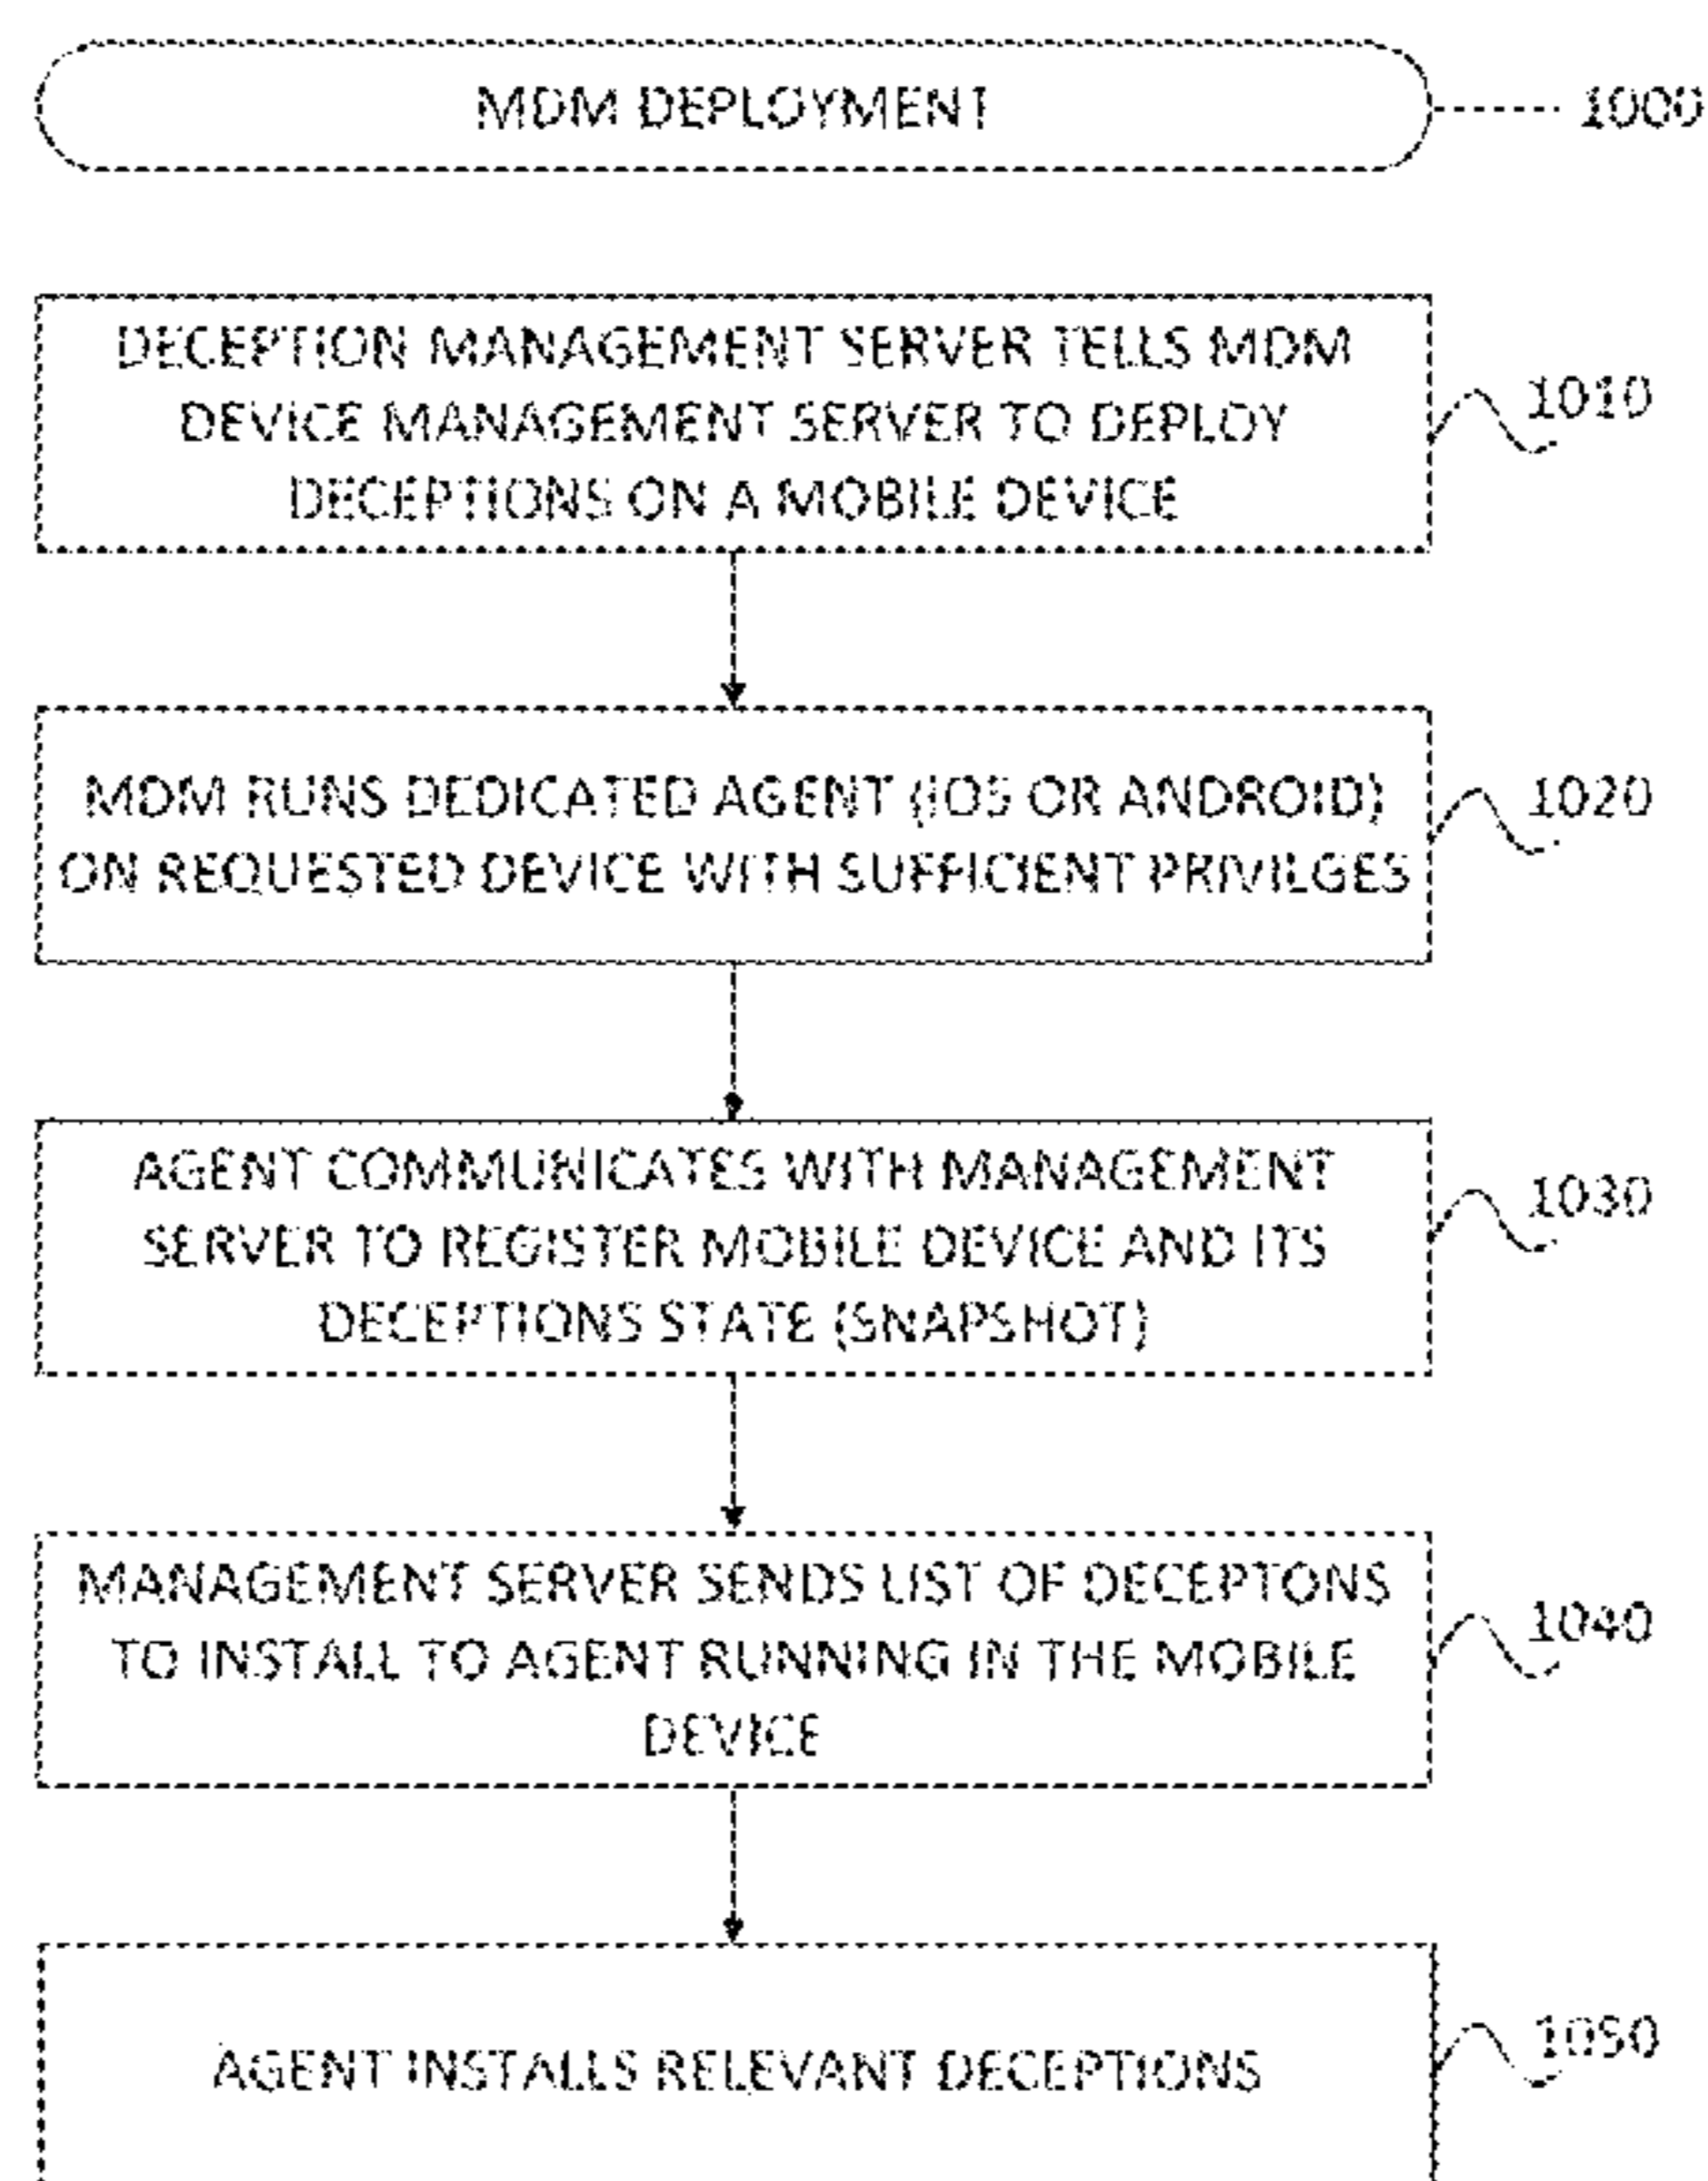 MDM DEPLOYMENT
1000
DECEPTION MANAGEMENT SERVER TELLS MDM
DEVICE MANAGEMENT SERVER TO DEPLOY
DECEPTIONS ON A MOBILE DEVICE
1010
MDM RUNS DEDICATED AGENT (IOS OR ANDROID)
ON REQUESTED DEVICE WITH SUFFICIENT PRIVILGES
1020
AGENT COMMUNICATES WITH MANAGEMENT
SERVER TO REGISTER MOBILE DEVICE AND ITS
DECEPTIONS STATE (SNAPSHOT)
1030
MANAGEMENT SERVER SENDS LIST OF DECEPTONS
TO INSTALL TO AGENT RUNNING IN THE MOBILE
DEVICE
1040
AGENT INSTALLS RELEVANT DECEPTIONS
1050